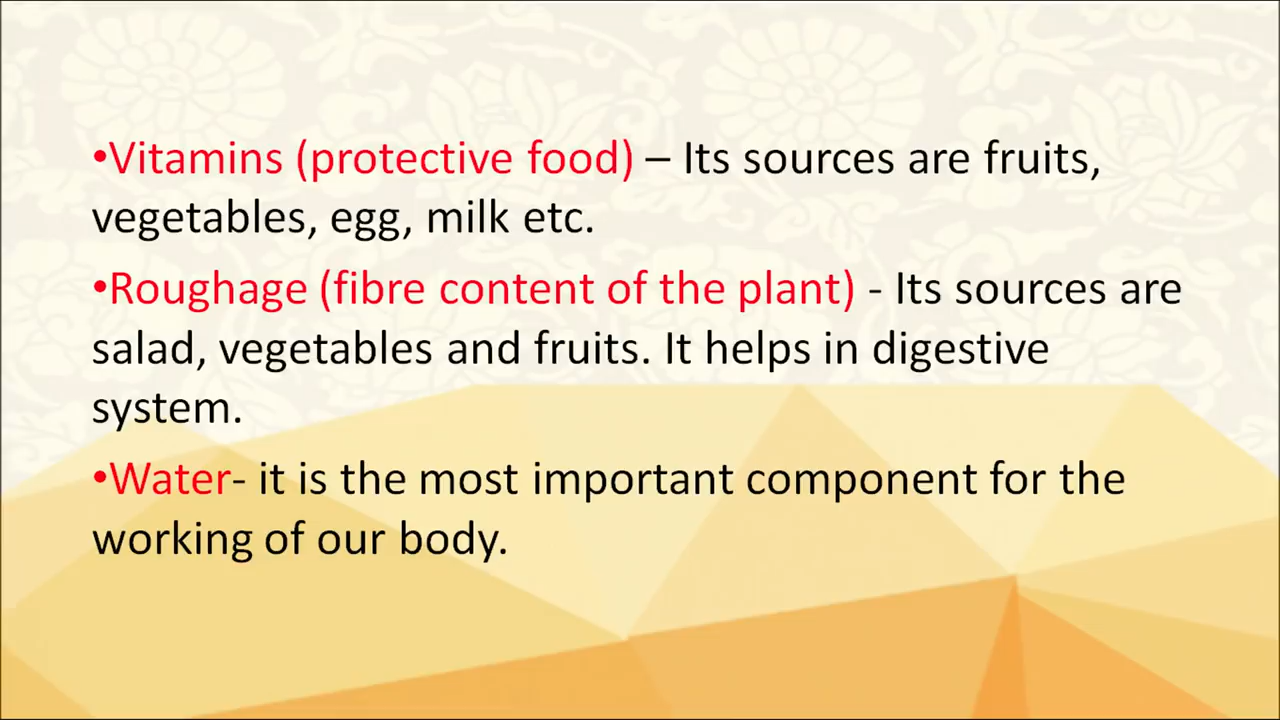 •Vitamins (protective food) – Its sources are fruits,
vegetables, egg, milk etc.
•Roughage (fibre content of the plant) - Its sources are
salad, vegetables and fruits. It helps in digestive
system.
•Water- it is the most important component for the
working of our body.